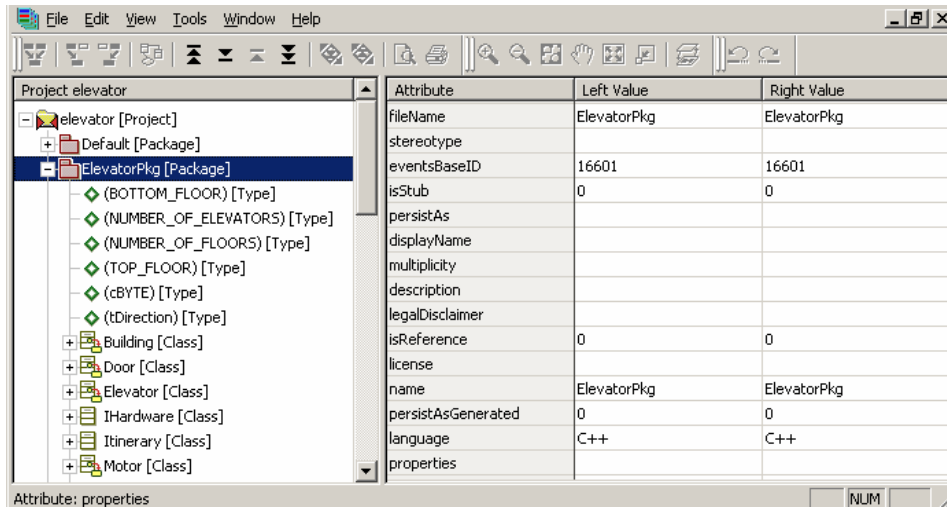 File Edit View Tools Window Help
Project elevator
elevator [Project]
Default [Package]
ElevatorPkg [Package]
(BOTTOM_FLOOR) [Type]
(NUMBER_OF_ELEVATORS) [Type]
(NUMBER_OF_FLOORS) [Type]
(TOP_FLOOR) [Type]
(cBYTE) [Type]
(tDirection) [Type]
Building [Class]
Door [Class]
Elevator [Class]
IHardware [Class]
Itinerary [Class]
Motor [Class]
Attribute Left Value Right Value
fileName ElevatorPkg ElevatorPkg
stereotype
eventsBaseID 16601 16601
isStub 0 0
persistAs
displayName
multiplicity
description
legalDisclaimer
isReference 0 0
license
name ElevatorPkg ElevatorPkg
persistAsGenerated 0 0
language C++ C++
properties
Attribute: properties NUM